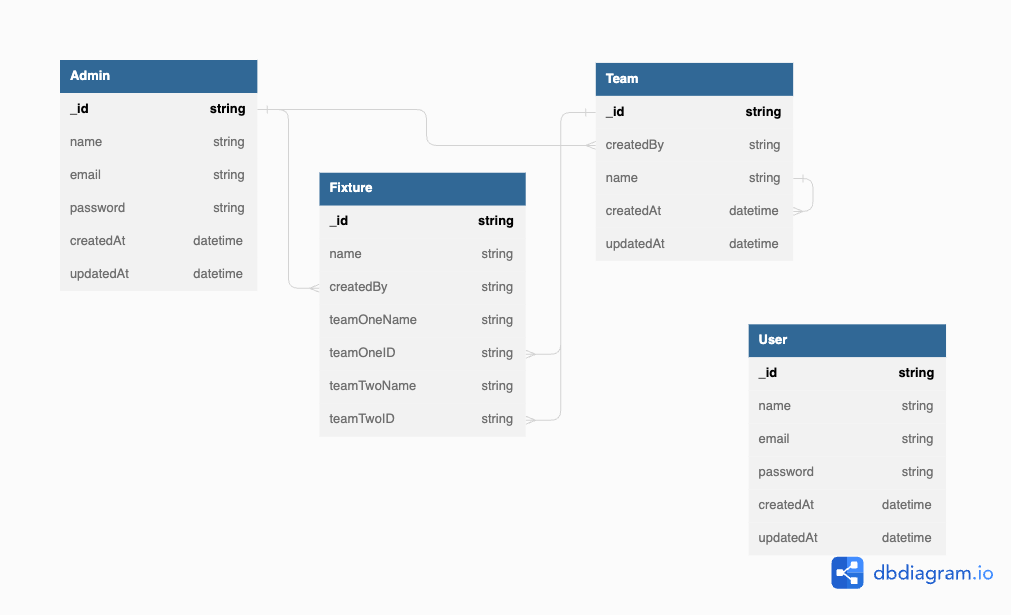 Admin
_id string
name string
email string
password string
createdAt datetime
updatedAt datetime
Fixture
_id string
name string
createdBy string
teamOneName string
teamOneID string
teamTwoName string
teamTwoID string
Team
_id string
createdBy string
name string
createdAt datetime
updatedAt datetime
User
_id string
name string
email string
password string
createdAt datetime
updatedAt datetime
dbdiagram.io